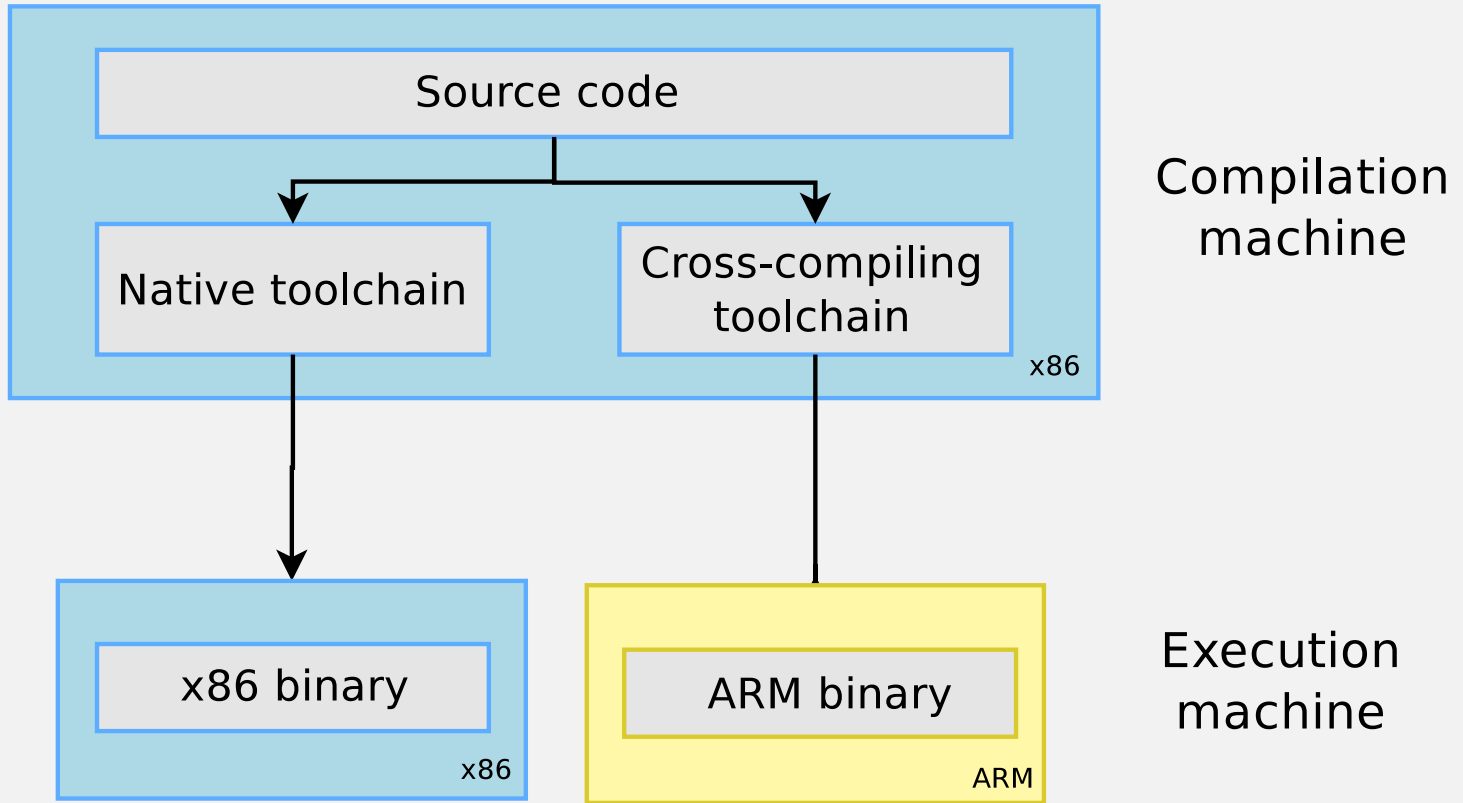 Source code
Native toolchain
Cross-compiling
toolchain
x86
Compilation
machine
x86 binary
x86
ARM binary
ARM
Execution
machine